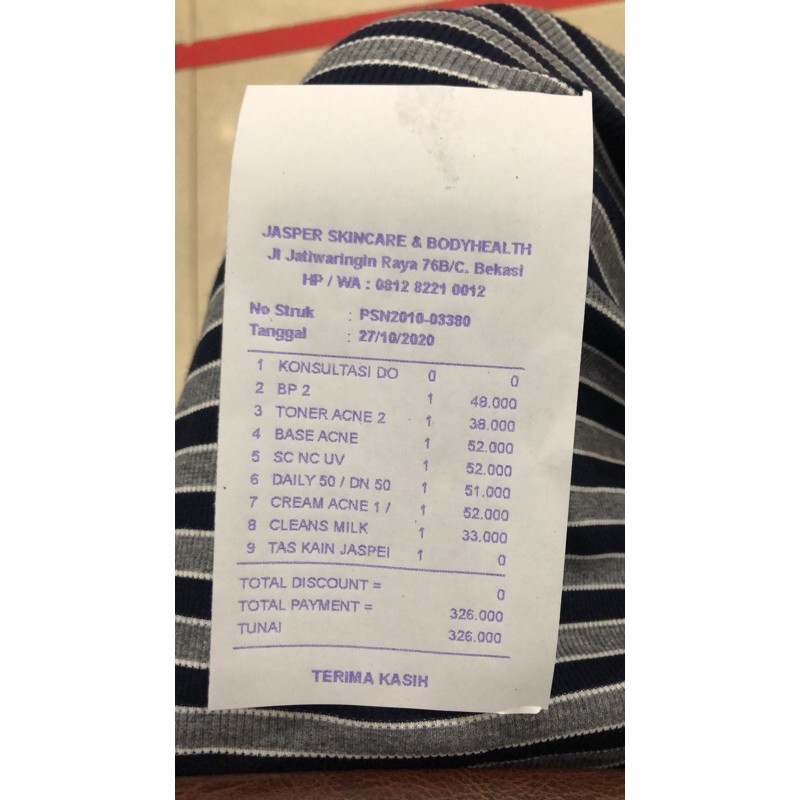 JASPER SKINCARE & BODYHEALTH
Jl Jatiwaringin Raya 76B/C. Bekasi
HP / WA : 0812 8221 0012
No Struk : PSN2010-03380
Tanggal : 27/10/2020
1 KONSULTASI DO 0 0
2 BP 2 1 48.000
3 TONER ACNE 2 1 38.000
4 BASE ACNE 1 52.000
5 SC NC UV 1 52.000
6 DAILY 50 / DN 50 1 51.000
7 CREAM ACNE 1 / 1 52.000
8 CLEANS MILK 1 33.000
9 TAS KAIN JASPEI 1 0
TOTAL DISCOUNT = 0
TOTAL PAYMENT = 326.000
TUNAI 326.000
TERIMA KASIH